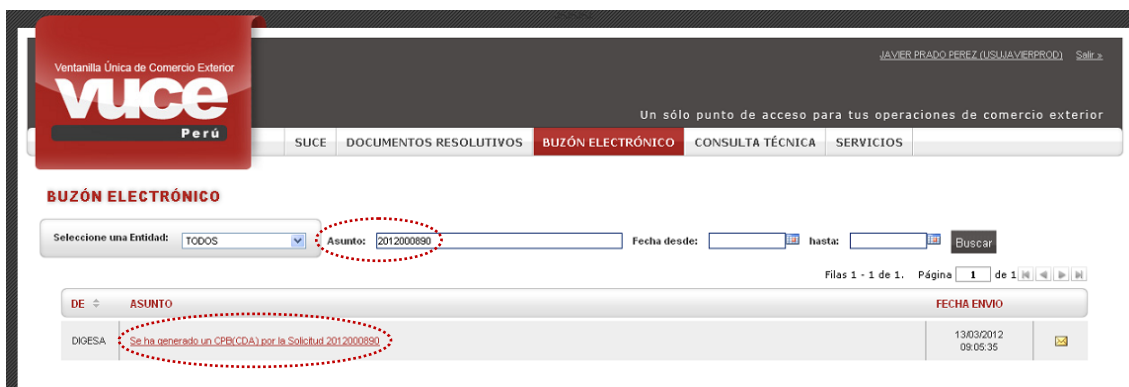 JAVIER PRADO PEREZ (USUJAVIERPROD) Salir »
Ventanilla Única de Comercio Exterior
vuce
Perú
Un sólo punto de acceso para tus operaciones de comercio exterior
SUCE DOCUMENTOS RESOLUTIVOS BUZÓN ELECTRÓNICO CONSULTA TÉCNICA SERVICIOS
BUZÓN ELECTRÓNICO
Seleccione una Entidad: TODOS Asunto: 2012000890 Fecha desde: hasta: Buscar
Filas 1 - 1 de 1. Página 1 de 1
DE ASUNTO FECHA ENVIO
DIGESA Se ha generado un CPB(CDA) por la Solicitud 2012000890 13/03/2012
09:05:35